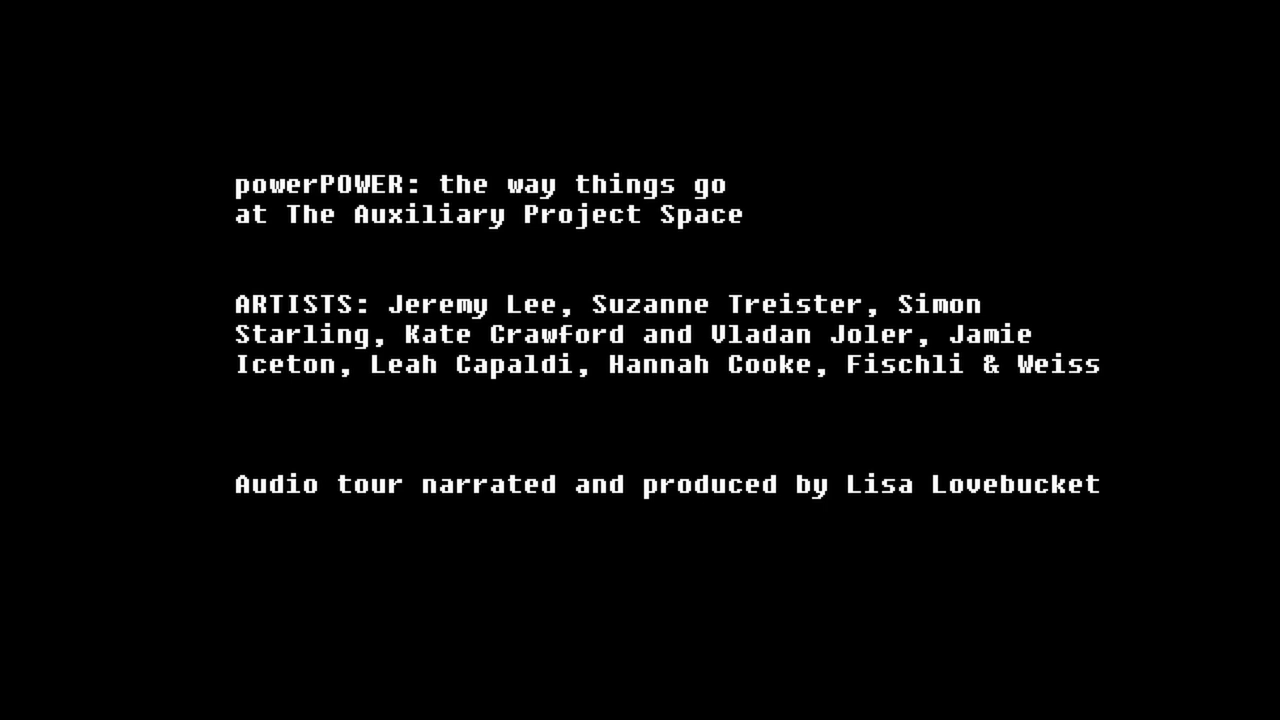 powerPOWER: the way things go
at The Auxiliary Project Space
ARTISTS: Jeremy Lee, Suzanne Treister, Simon
Starling, Kate Crawford and Vladan Joler, Jamie
Iceton, Leah Capaldi, Hannah Cooke, Fischli & Weiss
Audio tour narrated and produced by Lisa Lovebucket